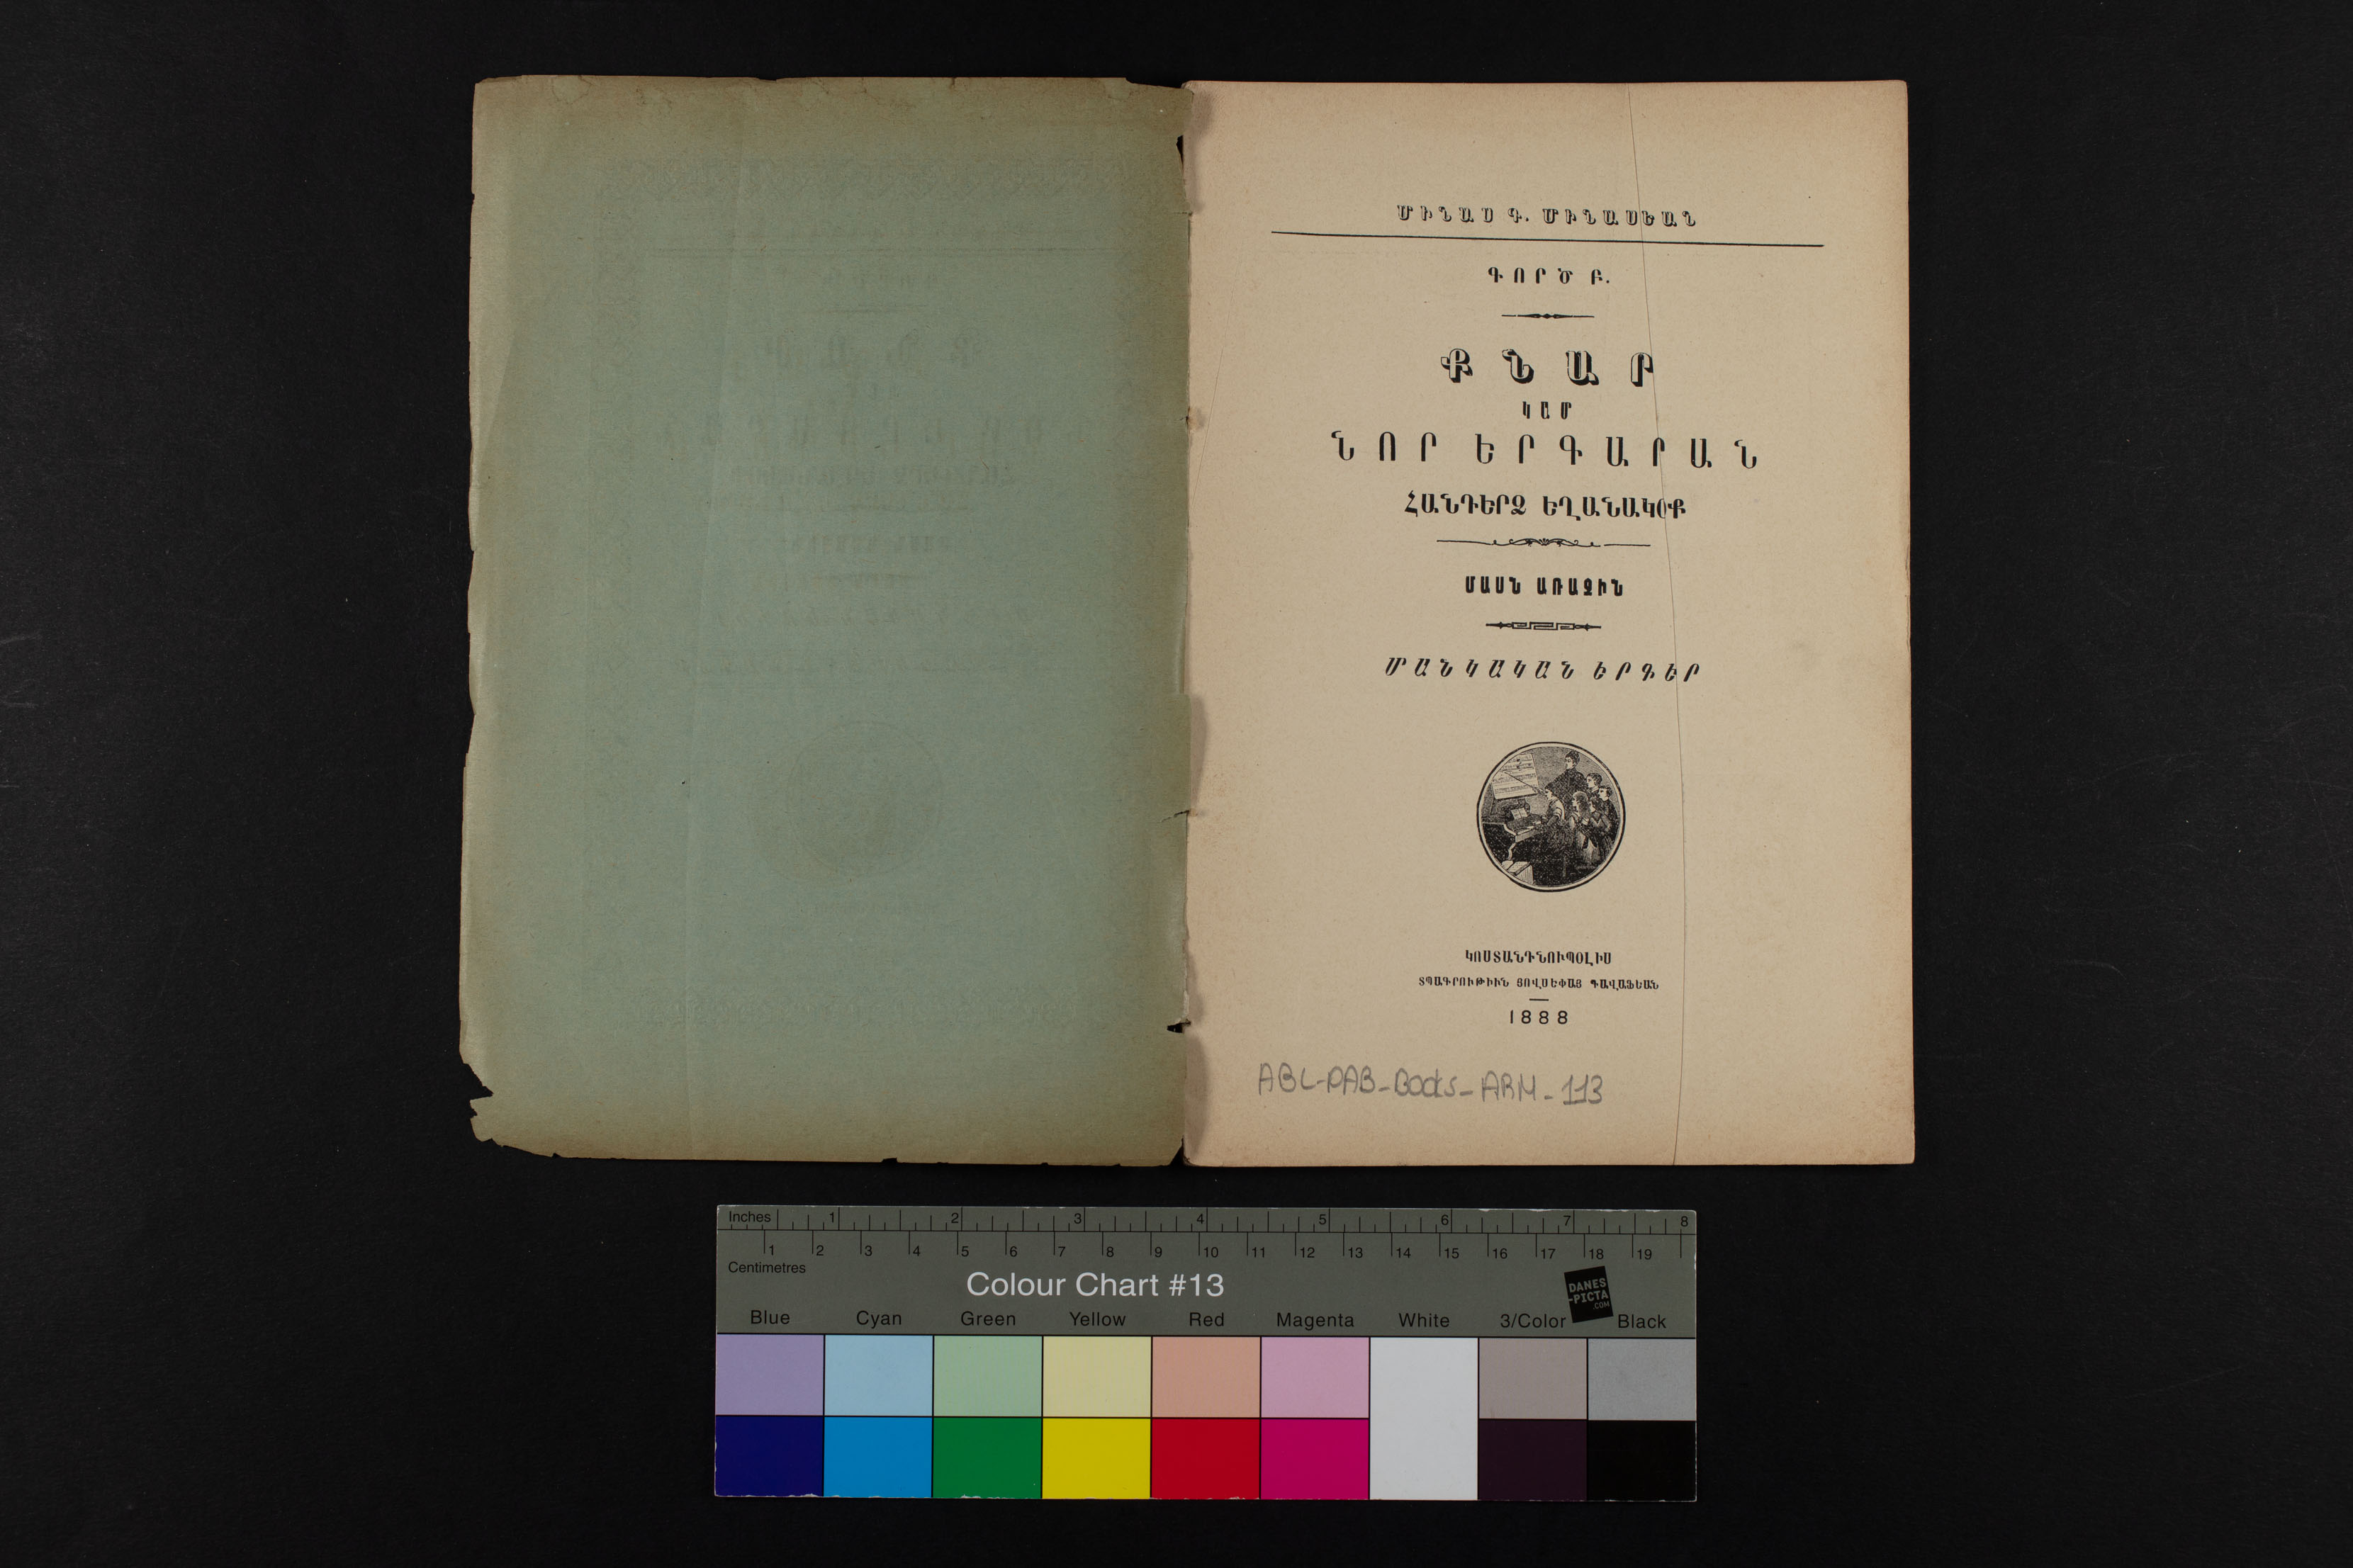 ՄԻՆԱՍ Գ. ՄԻՆԱՍԵԱՆ
ԳՈՐԾ Բ.
ՔՆԱՐ
ԿԱՄ
ՆՈՐ ԵՐԳԱՐԱՆ
ՀԱՆԴԵՐՁ ԵՂԱՆԱԿՕՔ
ՄԱՍՆ ԱՌԱՋԻՆ
ՄԱՆԿԱԿԱՆ ԵՐԳԵՐ
ԿՈՍՏԱՆԴՆՈՒՊՕԼԻՍ
ՏՊԱԳՐՈՒԹԻՒՆ ՅՈՎՍԵՓԱՅ ԳԱՎԱՖԵԱՆ
1888
ABL-PAB-Books-ARM-113
Inches 1 2 3 4 5 6 7 8
1 2 3 4 5 6 7 8 9 10 11 12 13 14 15 16 17 18 19
Centimetres
Colour Chart #13
DANES
-PICTA
.COM
Blue Cyan Green Yellow Red Magenta White 3/Color Black